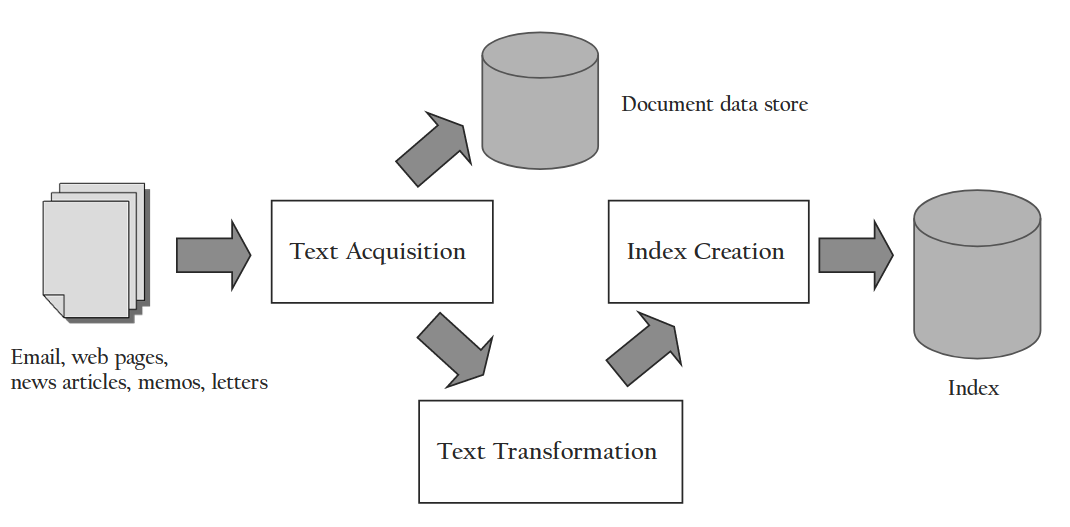 Document data store
Text Acquisition
Index Creation
Email, web pages,
news articles, memos, letters
Index
Text Transformation